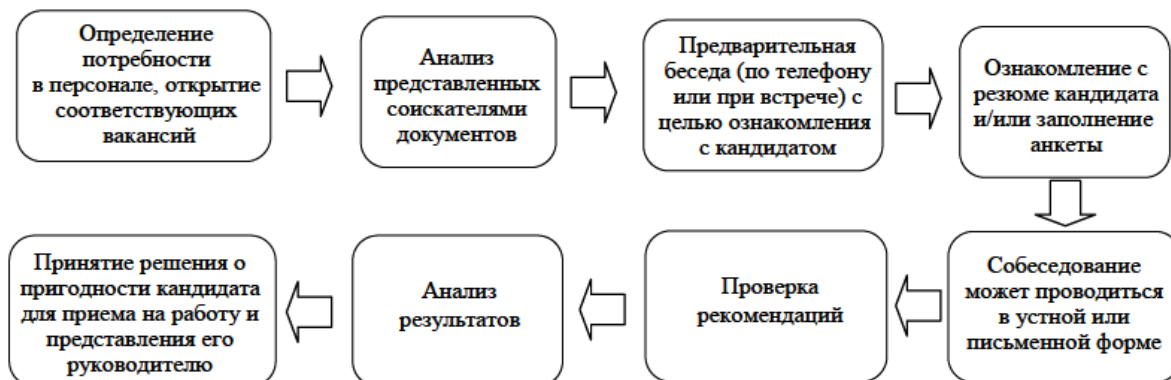 Определение
потребности
в персонале, открытие
соответствующих
вакансий
Анализ
представленных
соискателями
документов
Предварительная
беседа (по телефону
или при встрече) с
целью ознакомления
с кандидатом
Ознакомление с
резюме кандидата
и/или заполнение
анкеты
Собеседование
может проводиться
в устной или
письменной форме
Проверка
рекомендаций
Анализ
результатов
Принятие решения о
пригодности кандидата
для приема на работу и
представления его
руководителю